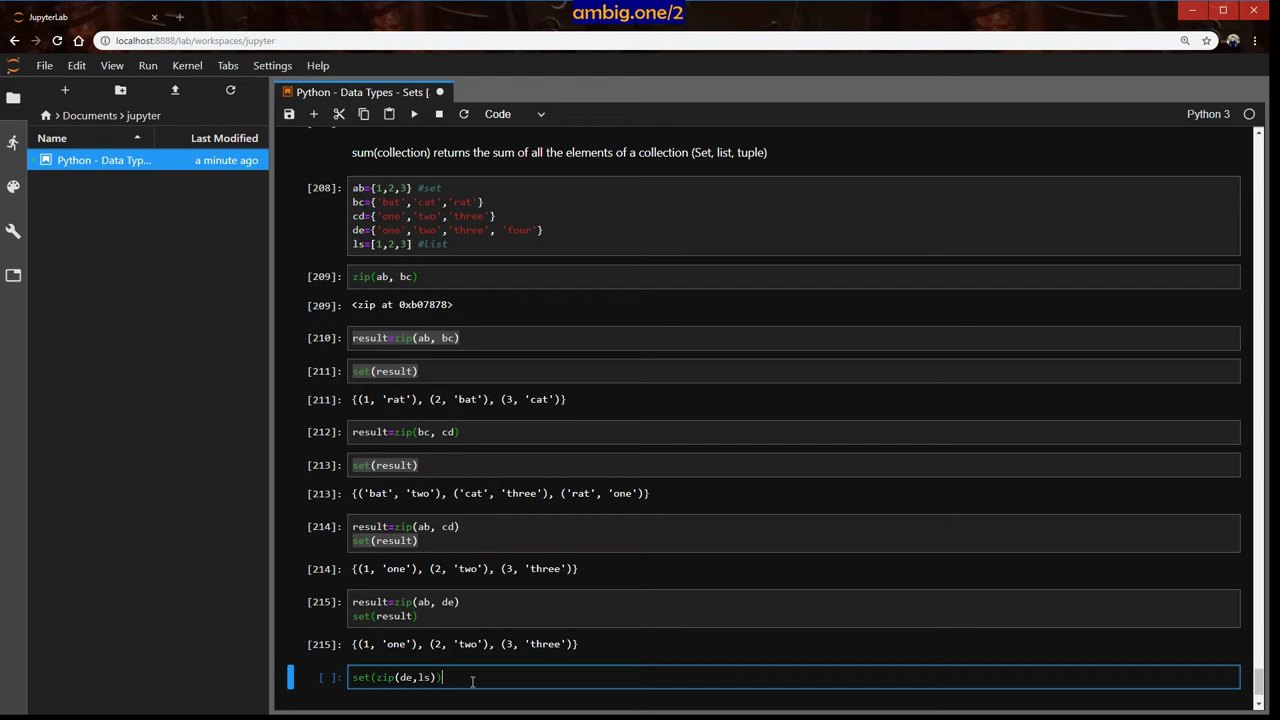 ambig.one/2
JupyterLab
localhost:8888/lab/workspaces/jupyter
File Edit View Run Kernel Tabs Settings Help
Python - Data Types - Sets [
Code
Python 3
Documents jupyter
Name Last Modified
Python - Data Typ... a minute ago
sum(collection) returns the sum of all the elements of a collection (Set, list, tuple)
[208]: ab={1,2,3} #set
bc={'bat','cat','rat'}
cd={'one','two','three'}
de={'one','two','three', 'four'}
ls=[1,2,3] #list
[209]: zip(ab, bc)
[209]: <zip at 0xb07878>
[210]: result=zip(ab, bc)
[211]: set(result)
[211]: {(1, 'rat'), (2, 'bat'), (3, 'cat')}
[212]: result=zip(bc, cd)
[213]: set(result)
[213]: {('bat', 'two'), ('cat', 'three'), ('rat', 'one')}
[214]: result=zip(ab, cd)
set(result)
[214]: {(1, 'one'), (2, 'two'), (3, 'three')}
[215]: result=zip(ab, de)
set(result)
[215]: {(1, 'one'), (2, 'two'), (3, 'three')}
[ ]: set(zip(de,ls))